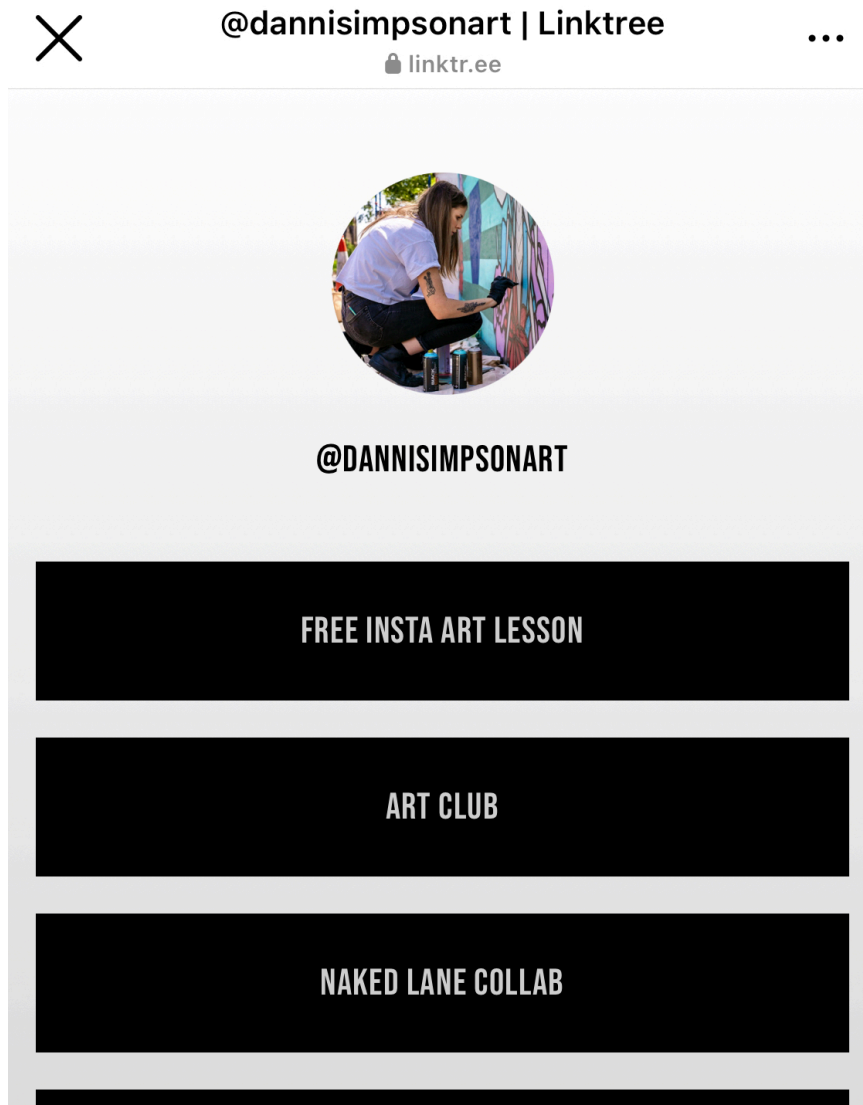 @dannisimpsonart | Linktree
linktr.ee
@DANNISIMPSONART
FREE INSTA ART LESSON
ART CLUB
NAKED LANE COLLAB